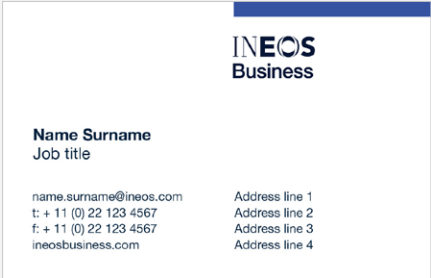 INEOS
Business
Name Surname
Job title
name.surname@ineos.com
t: + 11 (0) 22 123 4567
f: + 11 (0) 22 123 4567
ineosbusiness.com
Address line 1
Address line 2
Address line 3
Address line 4